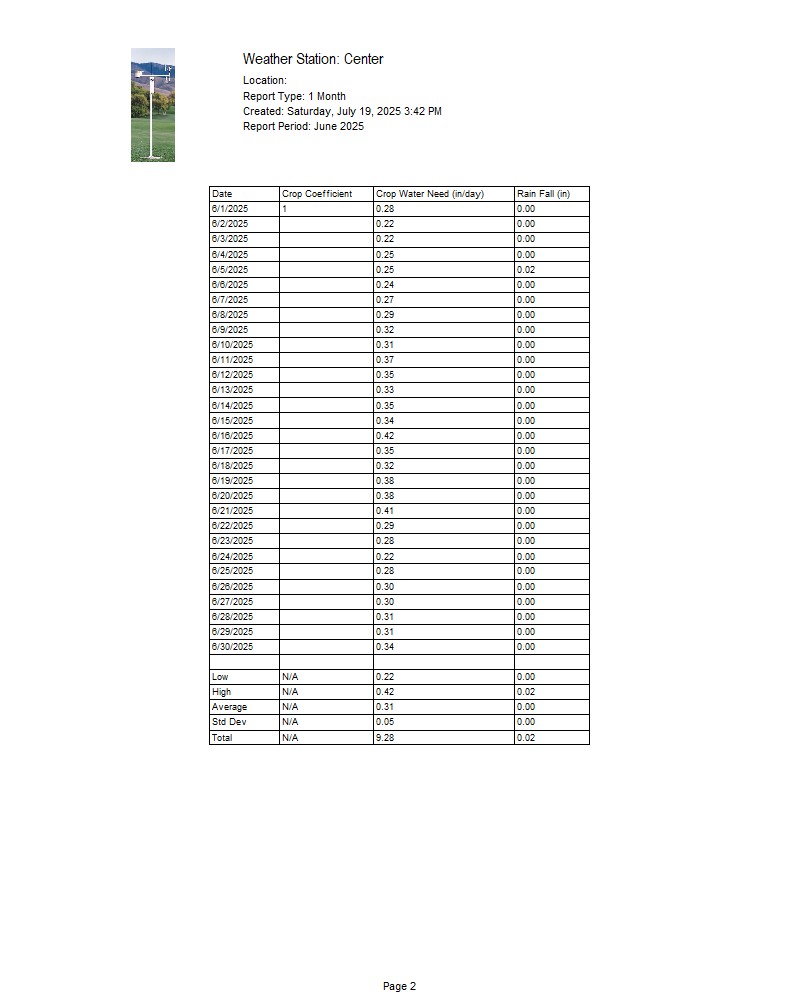 Weather Station: Center
Location:
Report Type: 1 Month
Created: Saturday, July 19, 2025 3:42 PM
Report Period: June 2025
Date Crop Coefficient Crop Water Need (in/day) Rain Fall (in)
6/1/2025 1 0.28 0.00
6/2/2025 0.22 0.00
6/3/2025 0.22 0.00
6/4/2025 0.25 0.00
6/5/2025 0.25 0.02
6/6/2025 0.24 0.00
6/7/2025 0.27 0.00
6/8/2025 0.29 0.00
6/9/2025 0.32 0.00
6/10/2025 0.31 0.00
6/11/2025 0.37 0.00
6/12/2025 0.35 0.00
6/13/2025 0.33 0.00
6/14/2025 0.35 0.00
6/15/2025 0.34 0.00
6/16/2025 0.42 0.00
6/17/2025 0.35 0.00
6/18/2025 0.32 0.00
6/19/2025 0.38 0.00
6/20/2025 0.38 0.00
6/21/2025 0.41 0.00
6/22/2025 0.29 0.00
6/23/2025 0.28 0.00
6/24/2025 0.22 0.00
6/25/2025 0.28 0.00
6/26/2025 0.30 0.00
6/27/2025 0.30 0.00
6/28/2025 0.31 0.00
6/29/2025 0.31 0.00
6/30/2025 0.34 0.00
Low N/A 0.22 0.00
High N/A 0.42 0.02
Average N/A 0.31 0.00
Std Dev N/A 0.05 0.00
Total N/A 9.28 0.02
Page 2